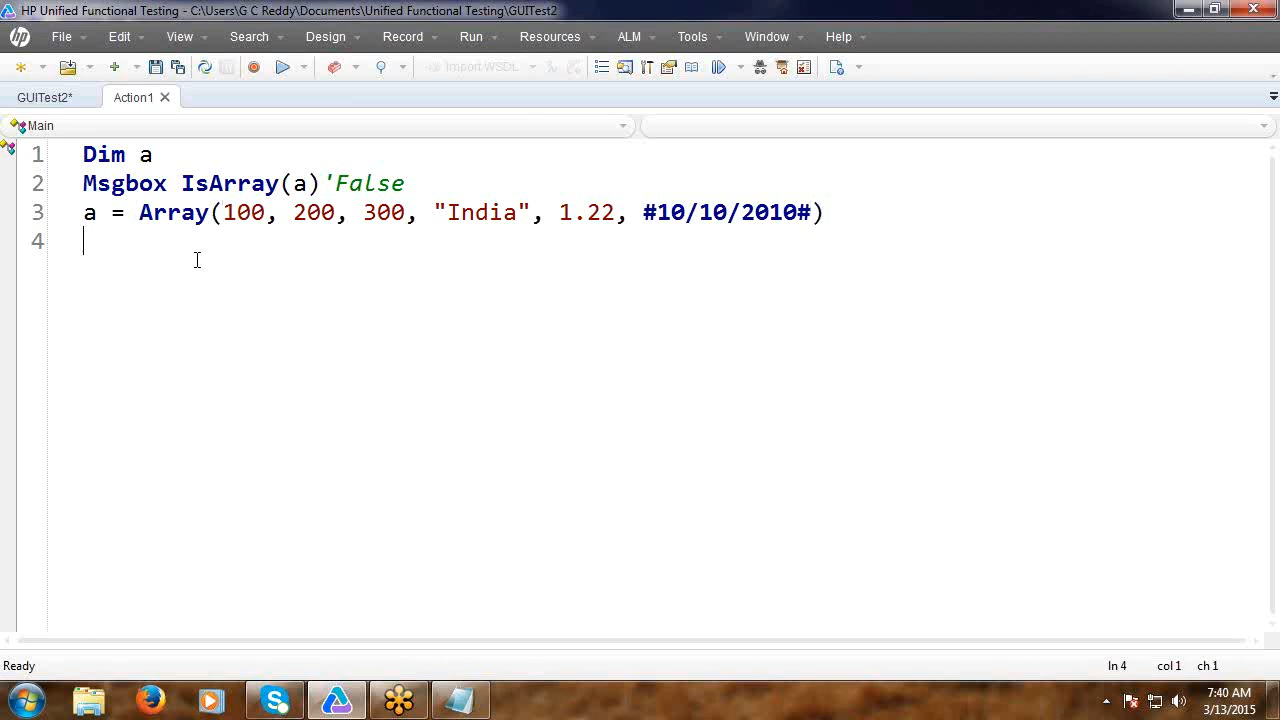 HP Unified Functional Testing - C:\Users\G C Reddy\Documents\Unified Functional Testing\GUITest2
hp File Edit View Search Design Record Run Resources ALM Tools Window Help
Import WSDL
GUITest2* Action1
Main
1 Dim a
2 Msgbox IsArray(a)'False
3 a = Array(100, 200, 300, "India", 1.22, #10/10/2010#)
4
Ready ln 4 col 1 ch 1
7:40 AM
3/13/2015